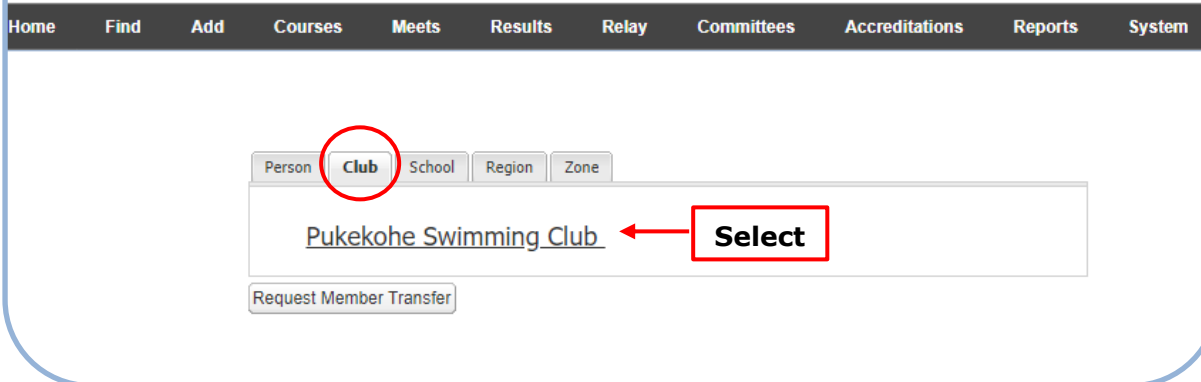 Home Find Add Courses Meets Results Relay Committees Accreditations Reports System
Person Club School Region Zone
Pukekohe Swimming Club Select
Request Member Transfer